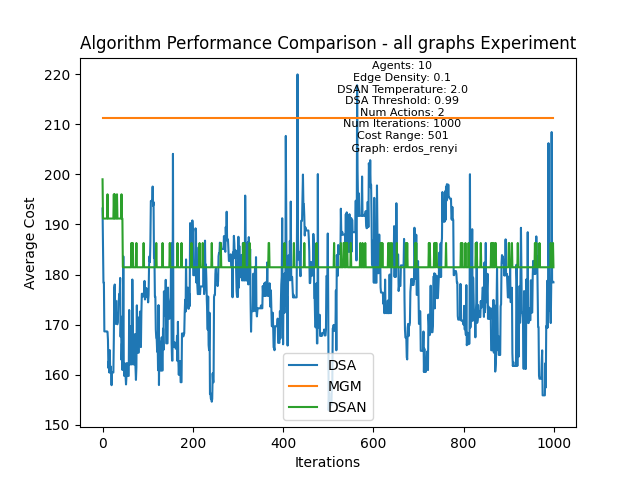 Algorithm Performance Comparison - all graphs Experiment
Agents: 10
Edge Density: 0.1
DSAN Temperature: 2.0
DSA Threshold: 0.99
Num Actions: 2
Num Iterations: 1000
Cost Range: 501
Graph: erdos_renyi
220
210
200
190
180
170
160
150
Average Cost
DSA
MGM
DSAN
0
200
400
600
800
1000
Iterations